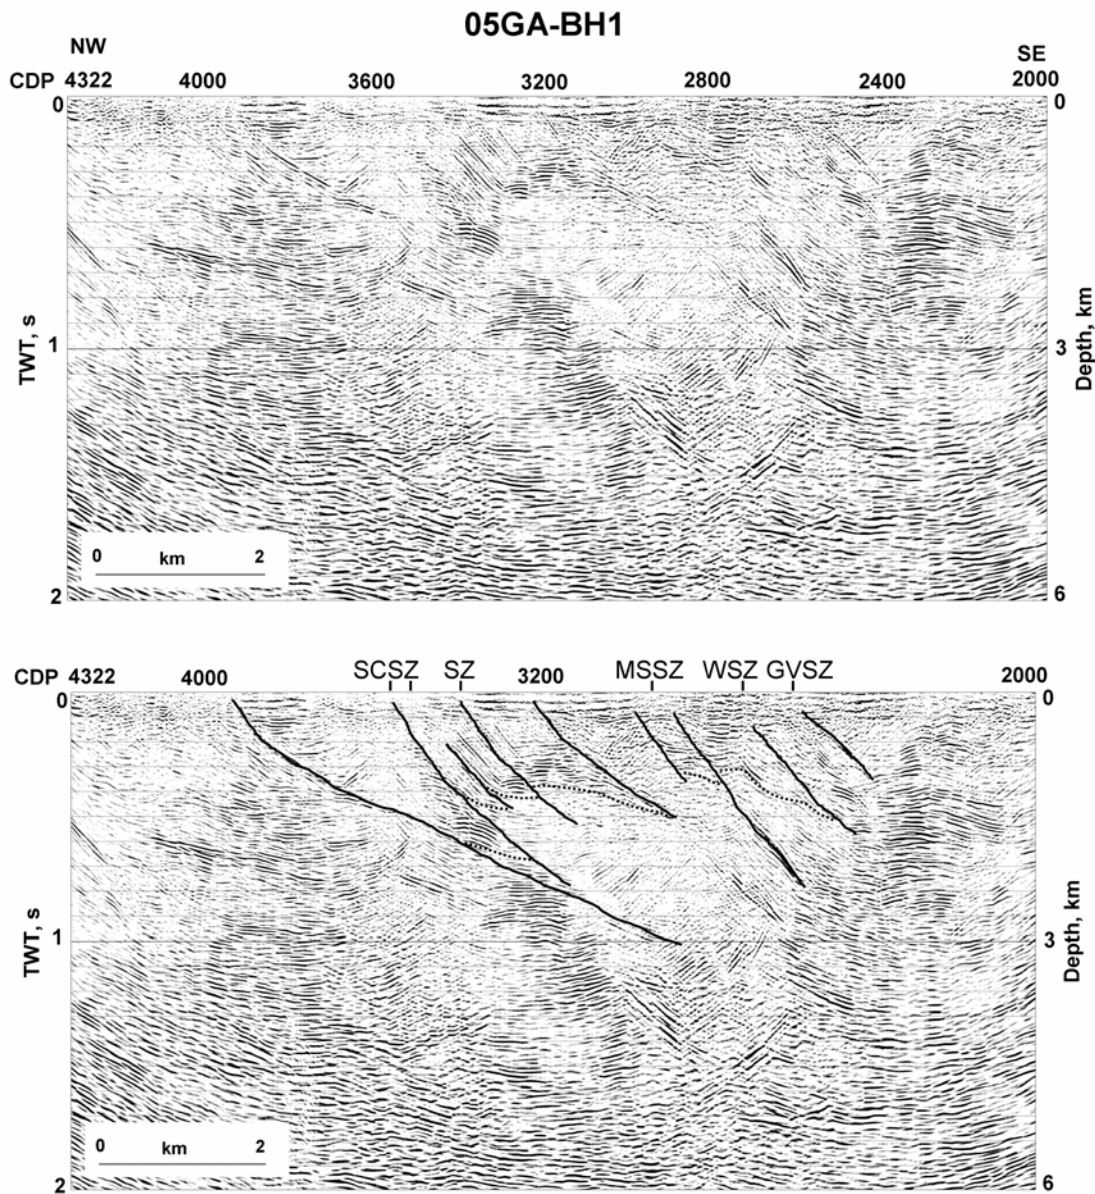 05GA-BH1
NW SE
CDP 4322 4000 3600 3200 2800 2400 2000
0 0
TWT, s 1 3 Depth, km
0 km 2
2 6
SCSZ SZ MSSZ WSZ GVSZ
CDP 4322 4000 3200 2000
0 0
TWT, s 1 3 Depth, km
0 km 2
2 6